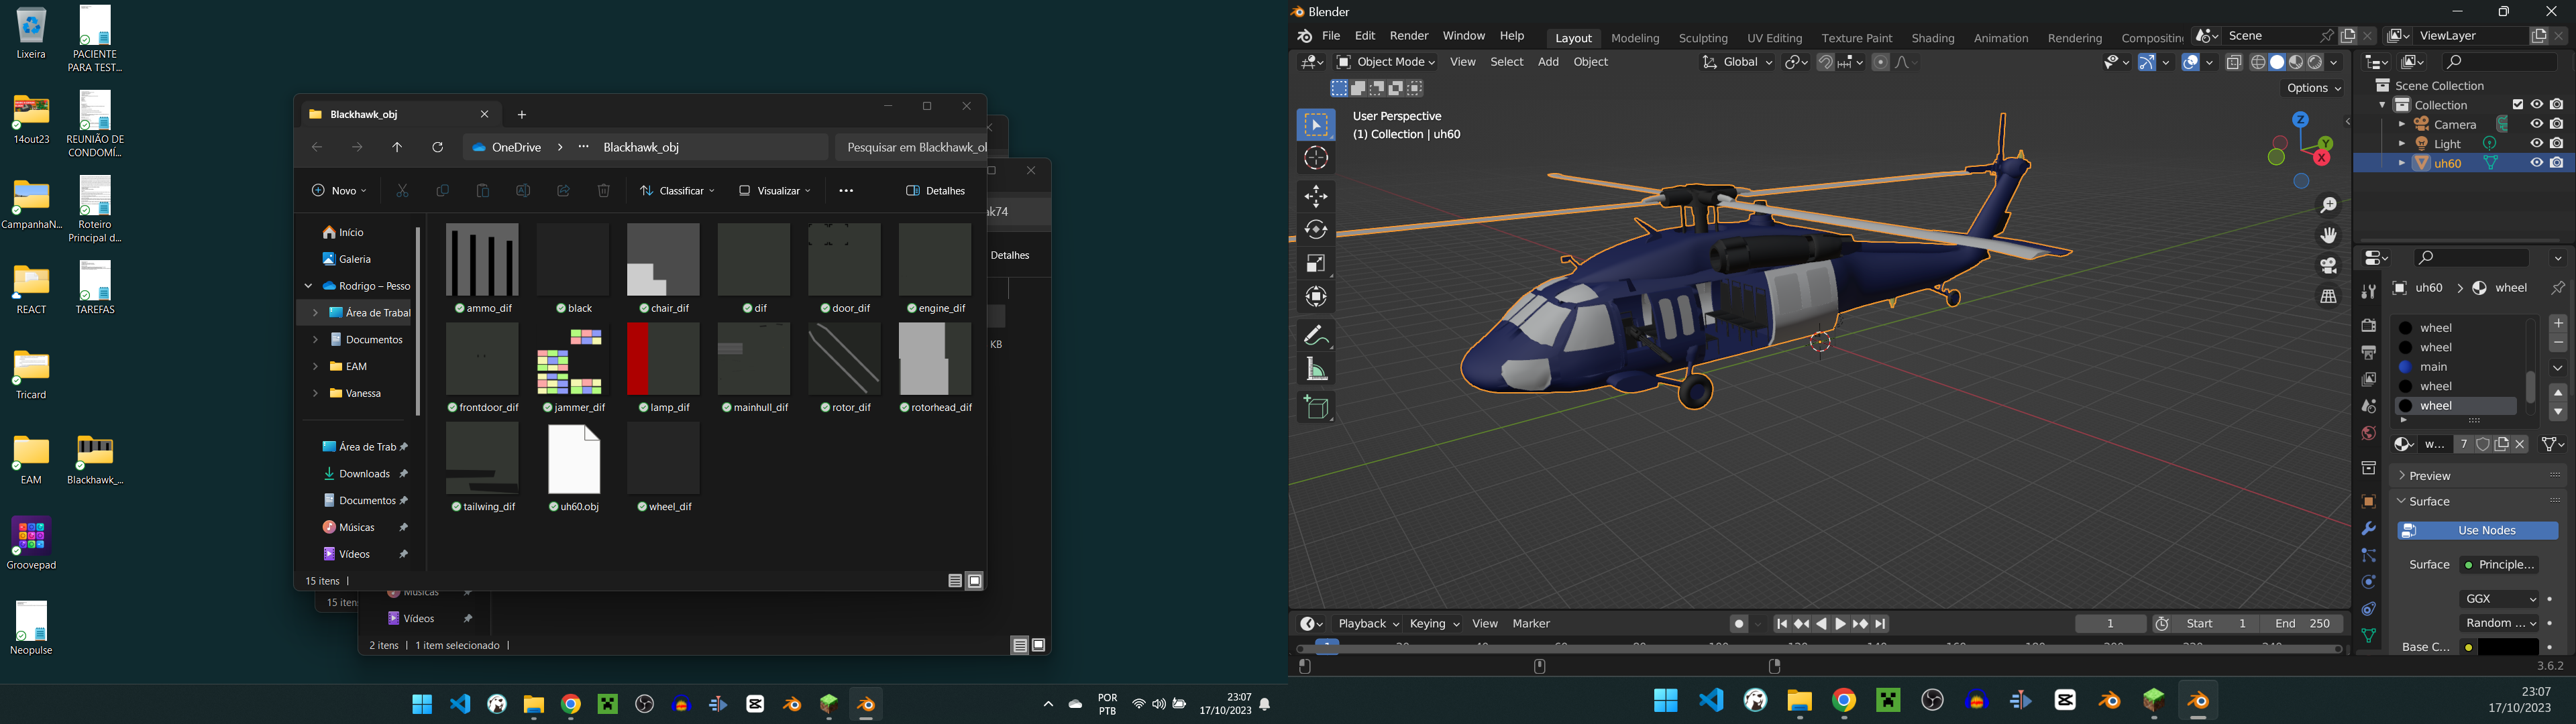 Lixeira
PACIENTE
PARA TEST...
14out23
REUNIÃO DE
CONDOMÍ...
CampanhaN...
Roteiro
Principal d...
REACT
TAREFAS
Tricard
EAM
Blackhawk_...
Groovepad
Neopulse
Blackhawk_obj
OneDrive
Blackhawk_obj
Pesquisar em Blackhawk_ol
Novo
Classificar
Visualizar
Detalhes
Início
Galeria
Rodrigo – Pesso
Área de Trabal
Documentos
EAM
Vanessa
Área de Trab
Downloads
Documentos
Músicas
Vídeos
ammo_dif
black
chair_dif
dif
door_dif
engine_dif
frontdoor_dif
jammer_dif
lamp_dif
mainhull_dif
rotor_dif
rotorhead_dif
tailwing_dif
uh60.obj
wheel_dif
15 itens
ak74
Detalhes
KB
15 itens
Músicas
Vídeos
2 itens
1 item selecionado
POR
PTB
23:07
17/10/2023
Blender
File Edit Render Window Help
Layout Modeling Sculpting UV Editing Texture Paint Shading Animation Rendering Compositing
Scene
ViewLayer
Object Mode View Select Add Object
Global
Options
User Perspective
(1) Collection | uh60
Z
Y
X
Scene Collection
Collection
Camera
Light
uh60
uh60 wheel
wheel
wheel
main
wheel
wheel
w... 7
Preview
Surface
Use Nodes
Surface Principle...
GGX
Random ...
Base C...
Playback Keying View Marker
1
Start 1
End 250
3.6.2
23:07
17/10/2023